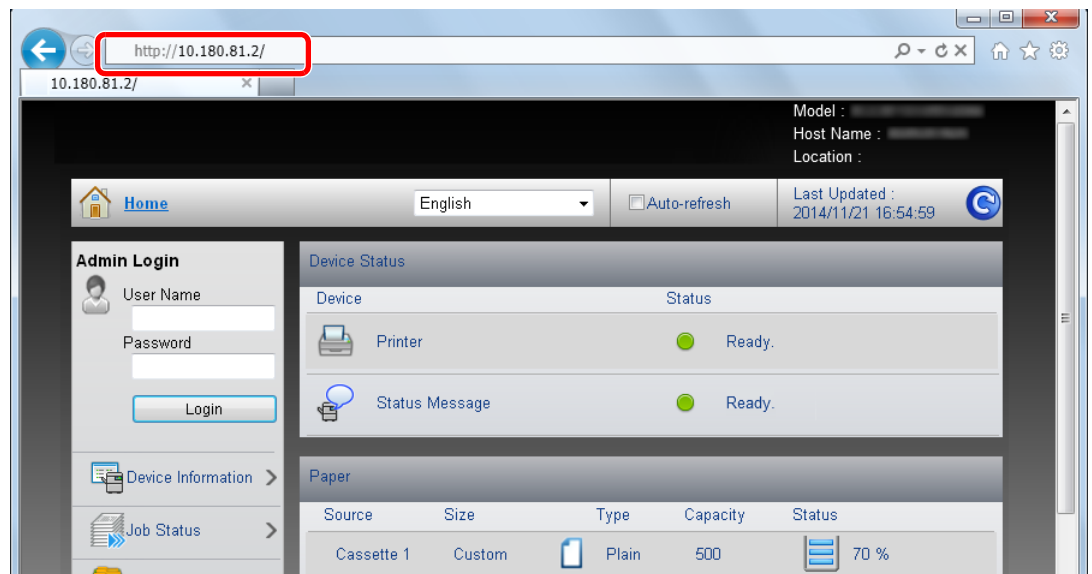 http://10.180.81.2/
10.180.81.2/
Model :
Host Name :
Location :
Home
English
Auto-refresh
Last Updated :
2014/11/21 16:54:59
Admin Login
User Name
Password
Login
Device Information
Job Status
Device Status
Device Status
Printer Ready.
Status Message Ready.
Paper
Source Size Type Capacity Status
Cassette 1 Custom Plain 500 70 %